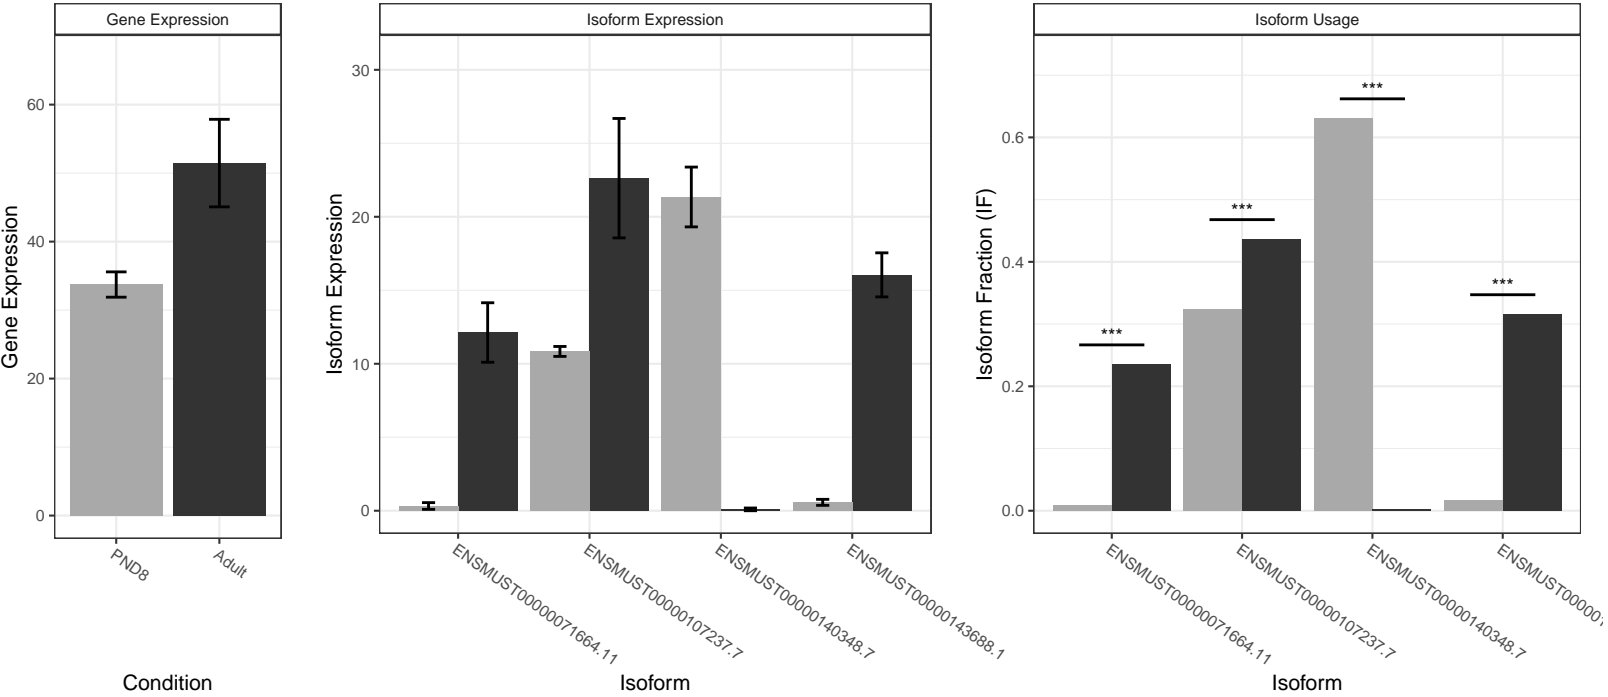 Gene Expression
Gene Expression
60
40
20
0
PND8
Adult
Condition
Isoform Expression
Isoform Expression
30
20
10
0
ENSMUST00000071664.11
ENSMUST00000107237.7
ENSMUST00000140348.7
ENSMUST00000143688.1
Isoform
Isoform Usage
Isoform Fraction (IF)
0.6
0.4
0.2
0.0
***
***
***
***
ENSMUST00000071664.11
ENSMUST00000107237.7
ENSMUST00000140348.7
ENSMUST000001
Isoform